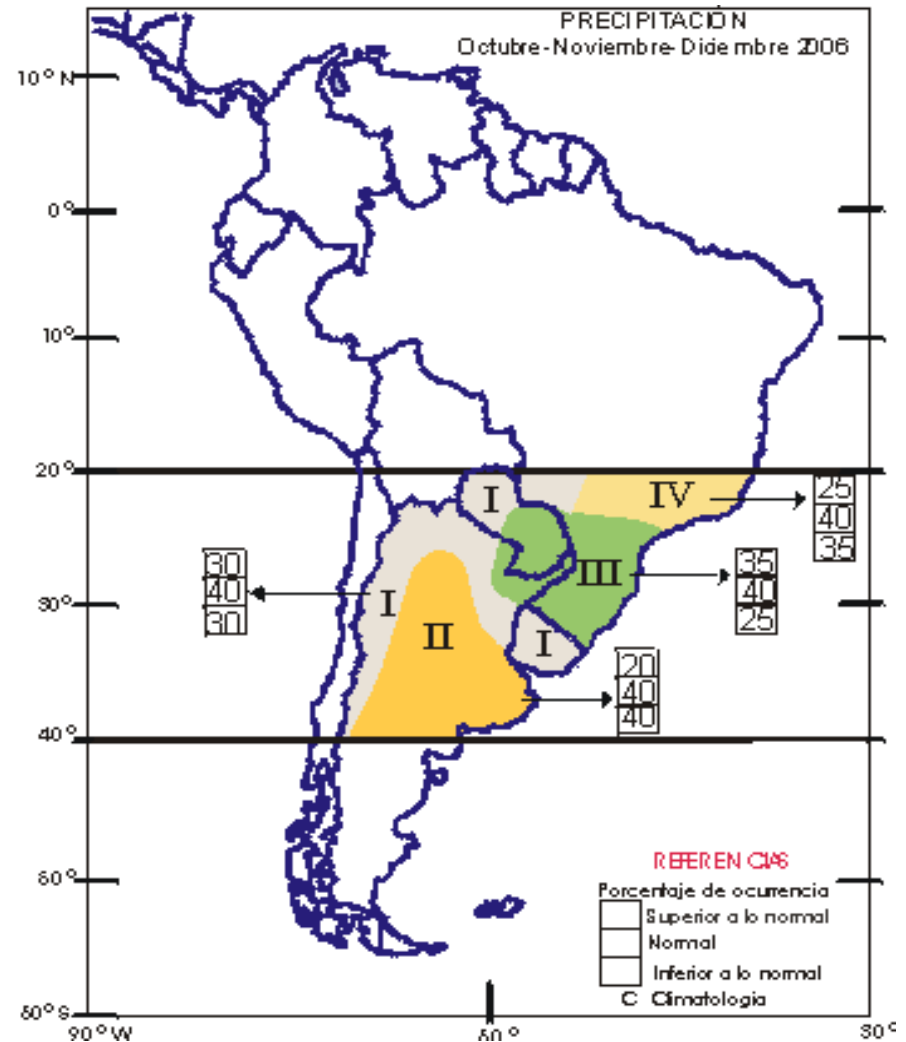 PRECIPITACIÓN
Octubre-Noviembre-Diciembre 2006
10° N
0°
10°
20°
IV
25
40
35
I
30
40
30
III
35
40
25
30°
I
II
I
20
40
40
40°
REFERENCIAS
Porcentaje de ocurrencia
Superior a lo normal
Normal
Inferior a lo normal
C Climatología
60°
60° S
90° W
60°
30°